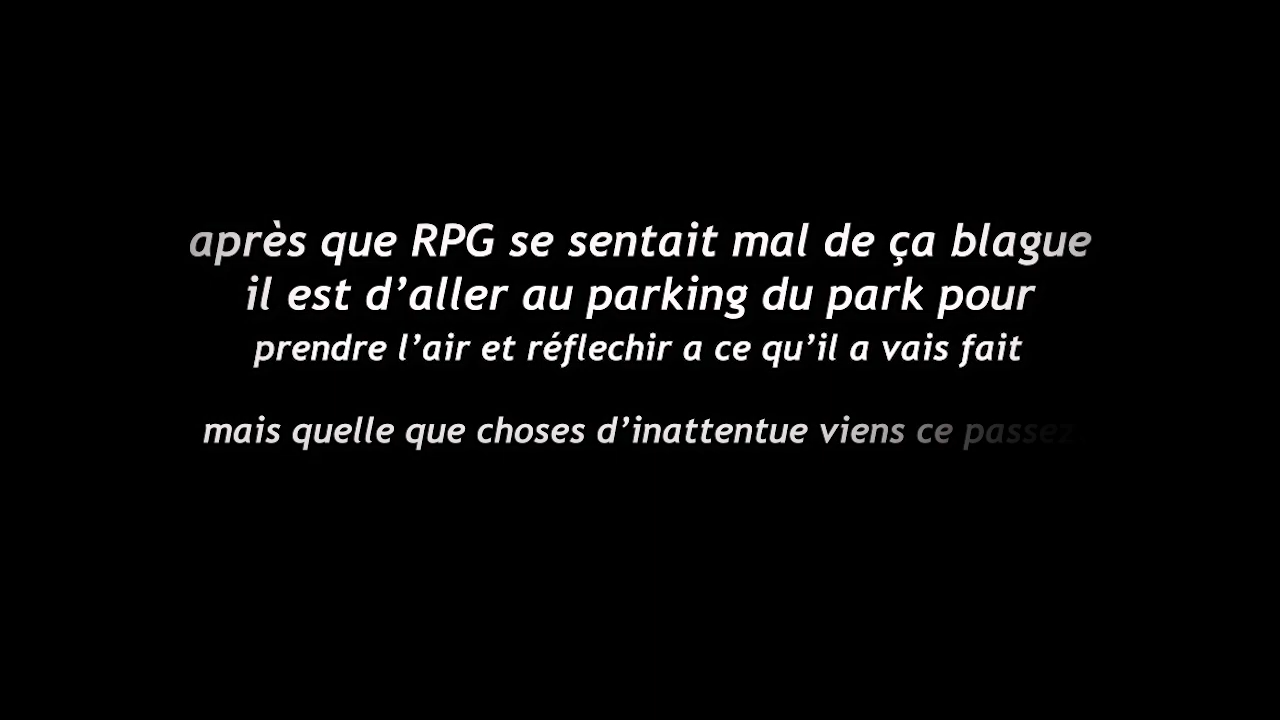 après que RPG se sentait mal de ça blague
il est d’aller au parking du park pour
prendre l’air et réflechir a ce qu’il a vais fait
mais quelle que choses d’inattentue viens ce passez